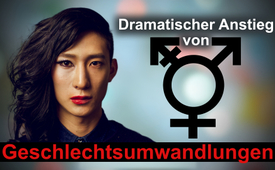 Dramatischer Anstieg
von
Geschlechtsumwandlungen